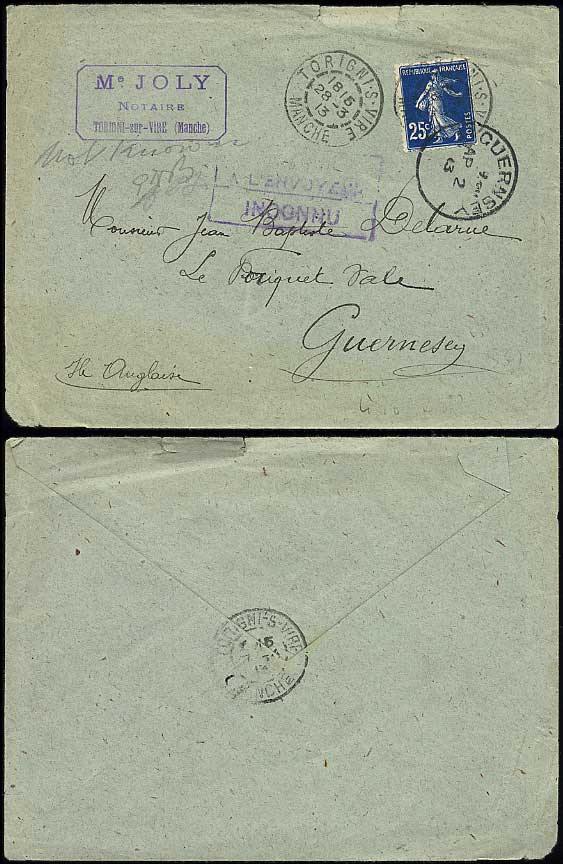 Me JOLY
NOTAIRE
TORIGNI-sur-VIRE (Manche)
TORIGNI-S-VIRE
18 15
28 -3
13
MANCHE
REPUBLIQUE FRANÇAISE
25c
POSTES
GUERNSEY
AP 2
13
not known
A L'ENVOYEUR
INCONNU
Monsieur Jean Baptiste Delarue
Le Friquet Vale
Guernesey
Ile Anglaise
TORIGNI-S-VIRE
15
MANCHE